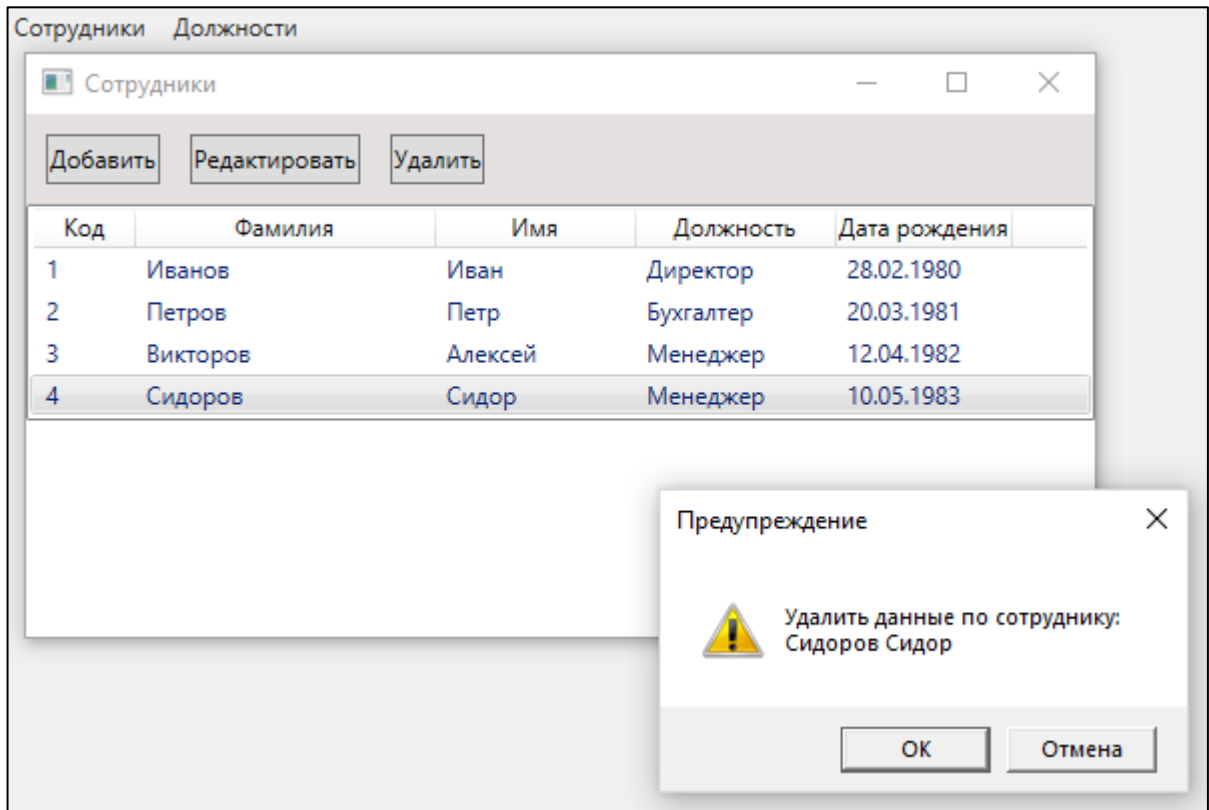 Сотрудники Должности
Сотрудники
Добавить Редактировать Удалить
Код Фамилия Имя Должность Дата рождения
1 Иванов Иван Директор 28.02.1980
2 Петров Петр Бухгалтер 20.03.1981
3 Викторов Алексей Менеджер 12.04.1982
4 Сидоров Сидор Менеджер 10.05.1983
Предупреждение
Удалить данные по сотруднику:
Сидоров Сидор
ОК Отмена